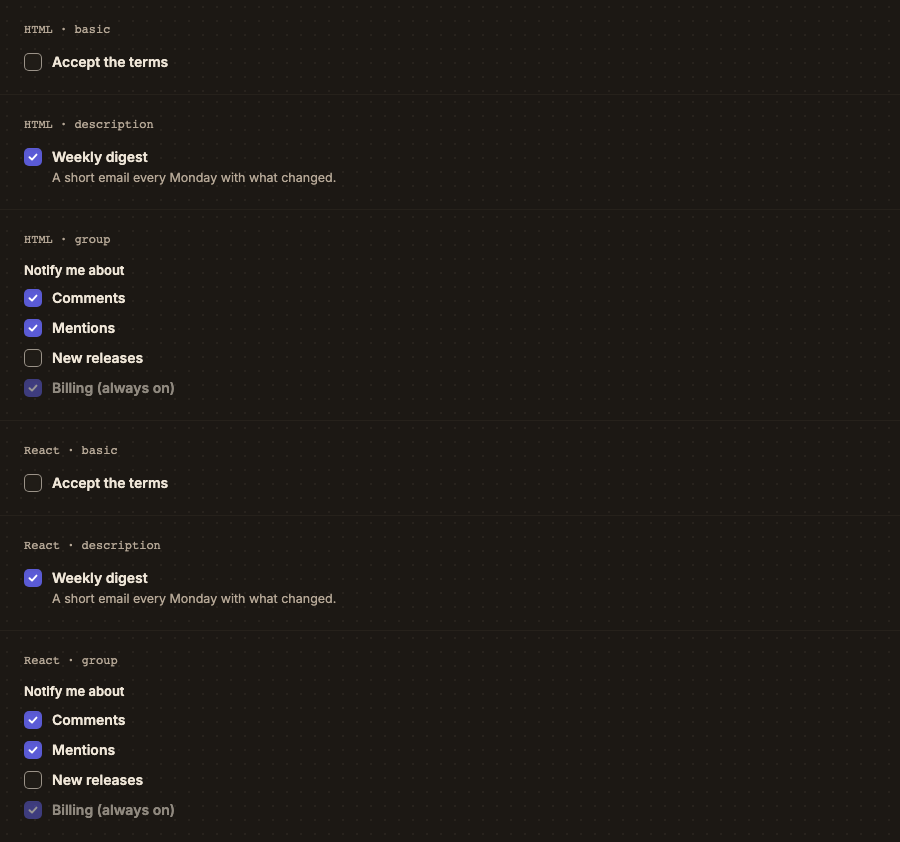 HTML · basic
Accept the terms
HTML · description
Weekly digest
A short email every Monday with what changed.
HTML · group
Notify me about
Comments
Mentions
New releases
Billing (always on)
React · basic
Accept the terms
React · description
Weekly digest
A short email every Monday with what changed.
React · group
Notify me about
Comments
Mentions
New releases
Billing (always on)